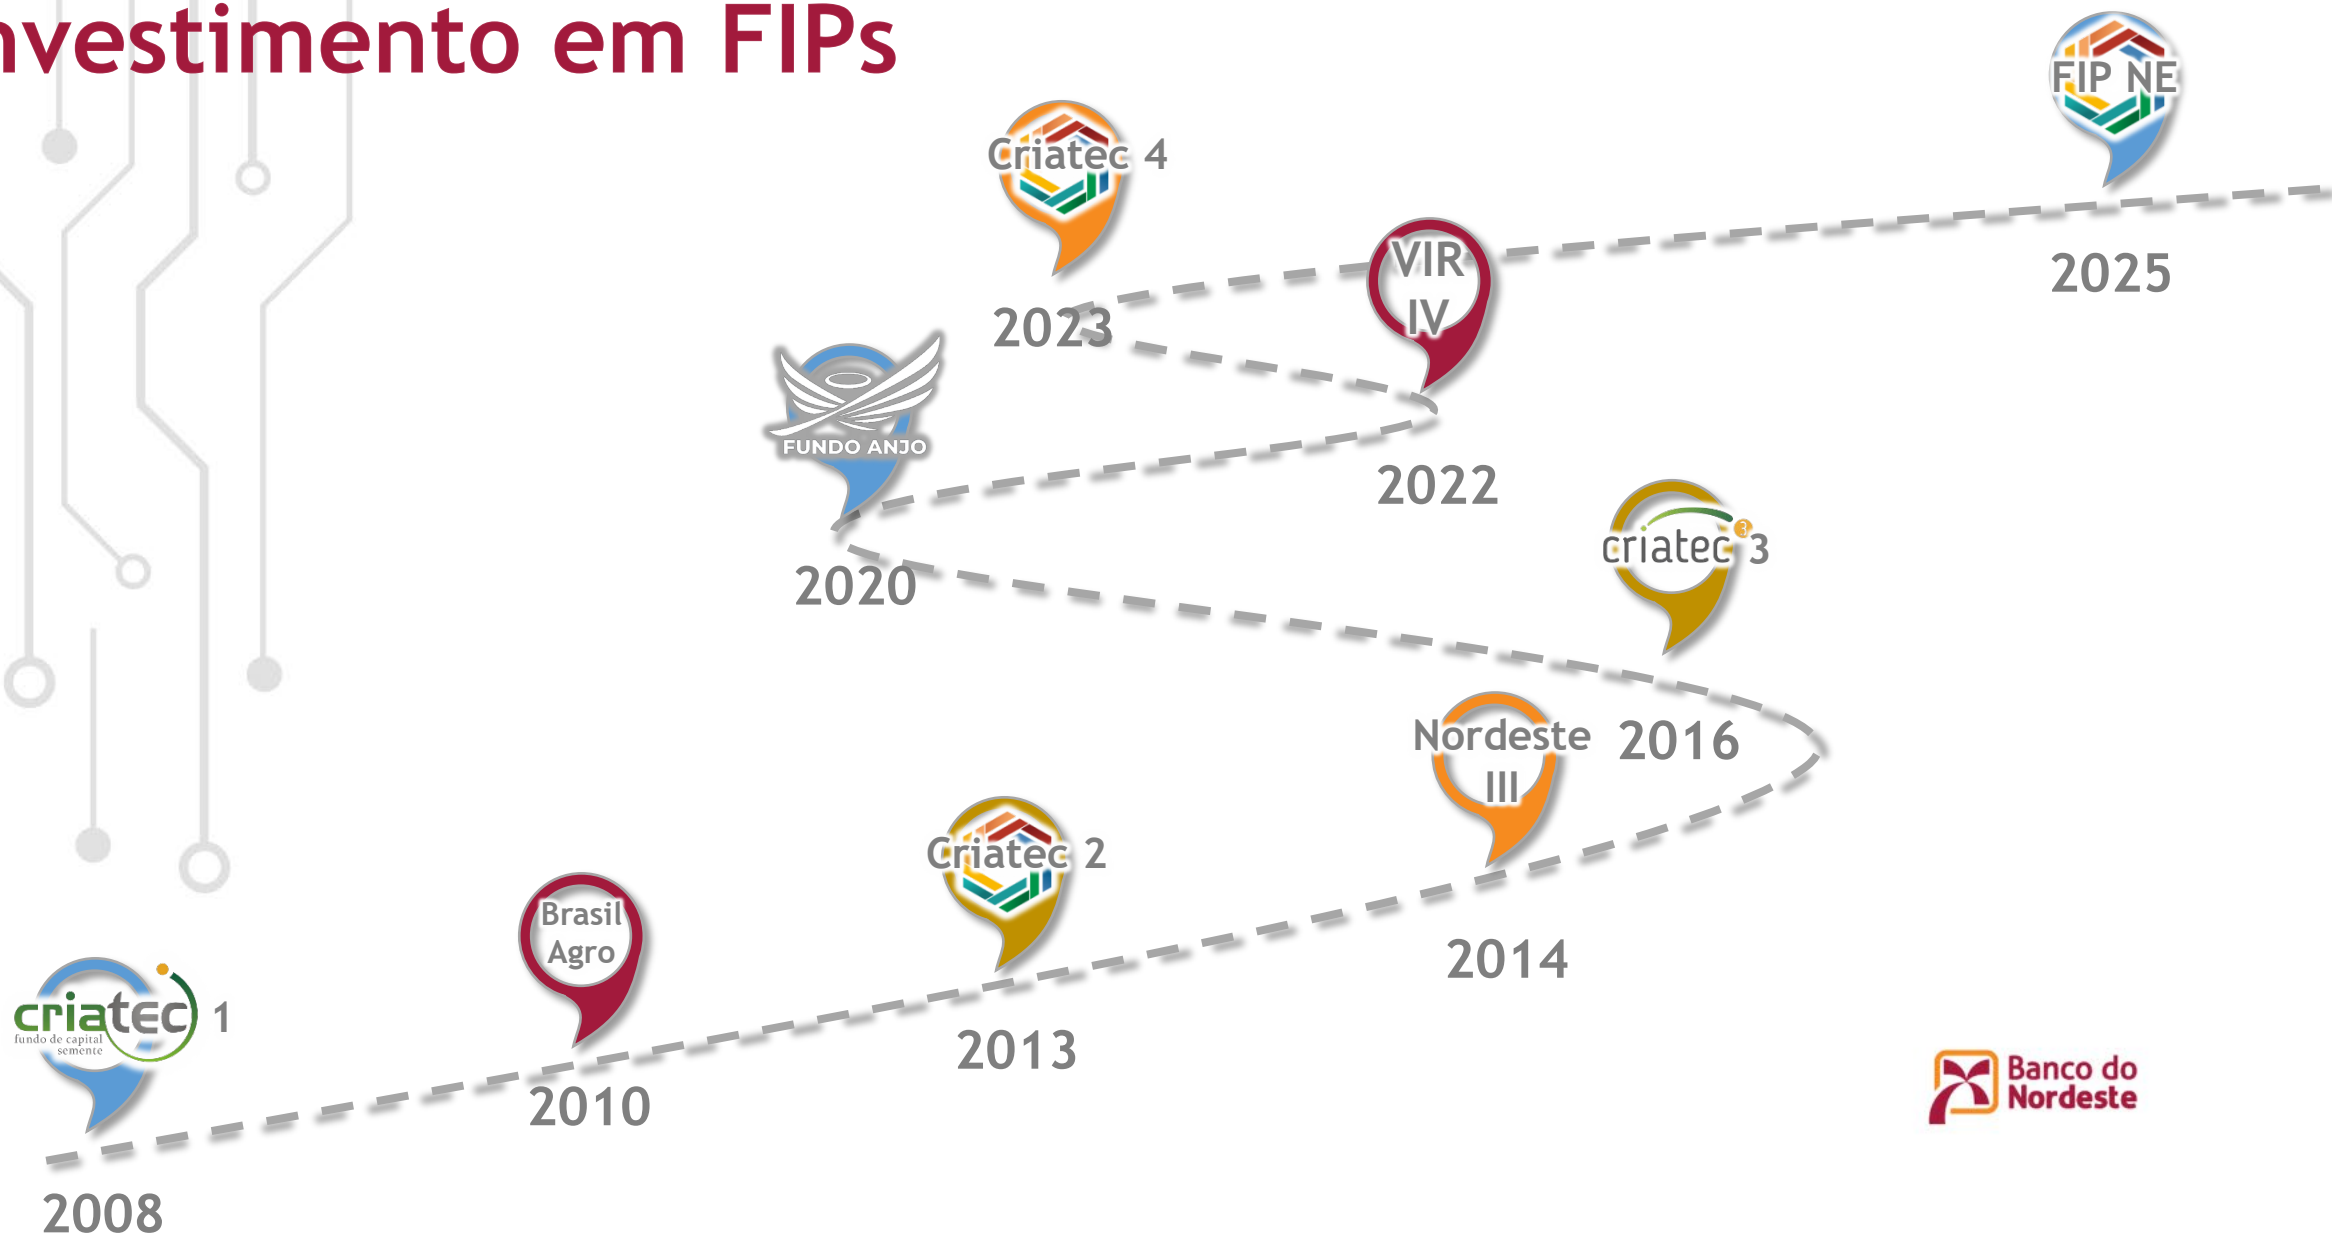 nvestimento em FIPs
FIP NE
2025
Criatec 4
2023
VIR
IV
2022
FUNDO ANJO
2020
criatec 3 3
2016
Nordeste
III
2014
Criatec 2
2013
Brasil
Agro
2010
criatec 1
fundo de capital
semente
2008
Banco do
Nordeste